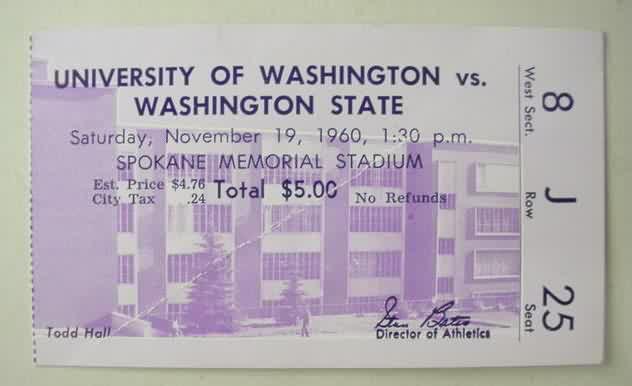 UNIVERSITY OF WASHINGTON vs.
WASHINGTON STATE
Saturday, November 19, 1960, 1:30 p.m.
SPOKANE MEMORIAL STADIUM
Est. Price $4.76
City Tax .24
Total $5.00
No Refunds
Todd Hall
Stan Bates
Director of Athletics
West Sect. 8
Row J
Seat 25